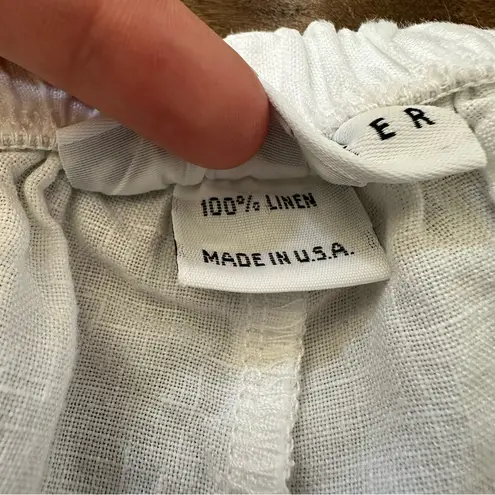 E R
100% LINEN
MADE IN U.S.A.